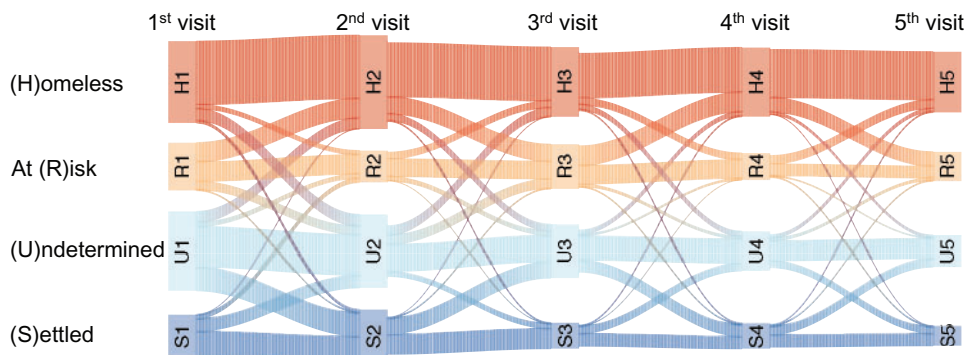 1st visit 2nd visit 3rd visit 4th visit 5th visit
(H)omeless H1 H2 H3 H4 H5
At (R)isk R1 R2 R3 R4 R5
(U)ndetermined U1 U2 U3 U4 U5
(S)ettled S1 S2 S3 S4 S5